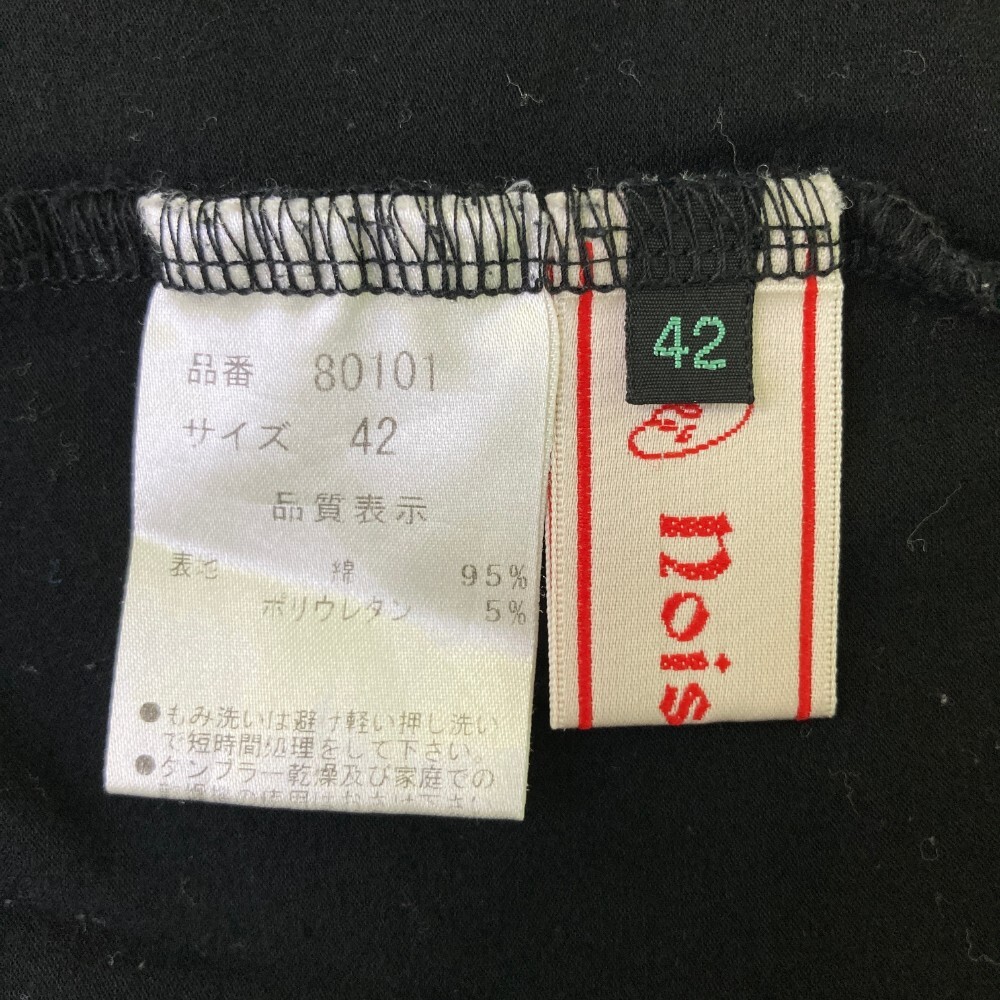 品番 80101
サイズ 42
品質表示
表地 綿 95%
ポリウレタン 5%
●もみ洗いは避け軽い押し洗い
で短時間処理をして下さい。
●タンブラー乾燥及び家庭での
42
nois